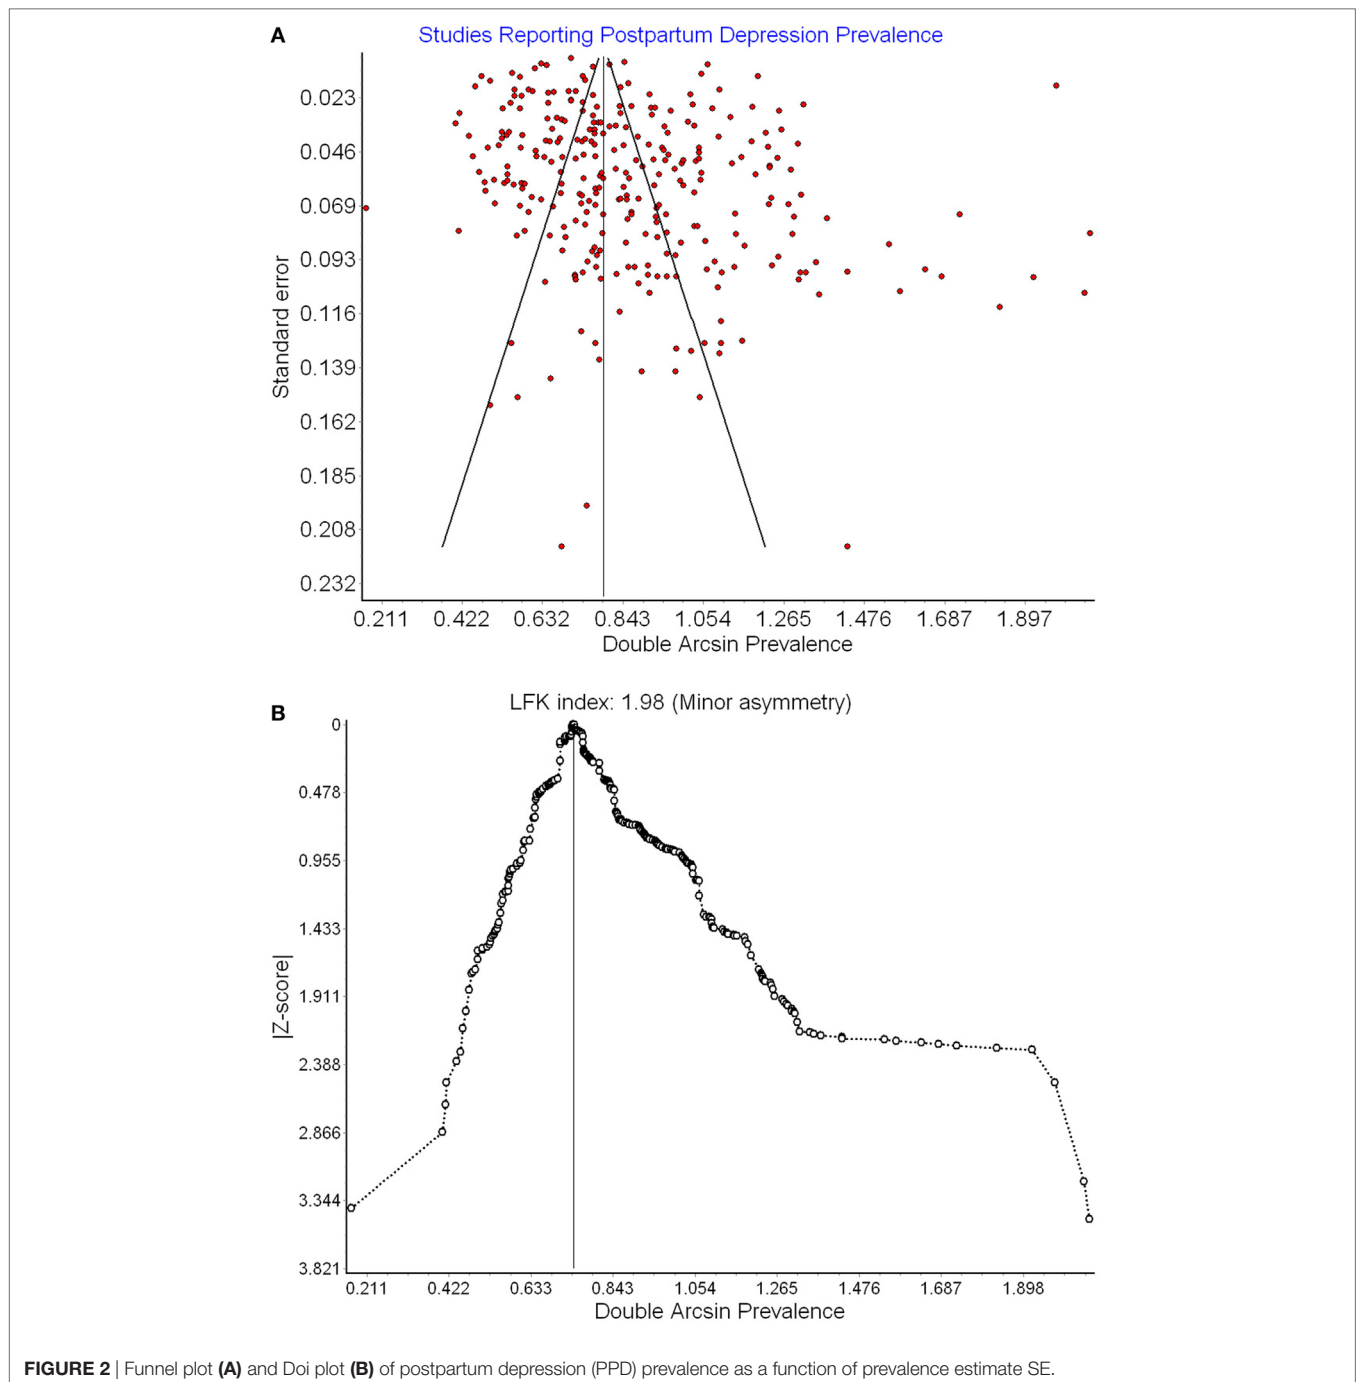 A
Studies Reporting Postpartum Depression Prevalence
Standard error
0.023
0.046
0.069
0.093
0.116
0.139
0.162
0.185
0.208
0.232
0.211 0.422 0.632 0.843 1.054 1.265 1.476 1.687 1.897
Double Arcsin Prevalence
B
LFK index: 1.98 (Minor asymmetry)
|Z-score|
0
0.478
0.955
1.433
1.911
2.388
2.866
3.344
3.821
0.211 0.422 0.633 0.843 1.054 1.265 1.476 1.687 1.898
Double Arcsin Prevalence
FIGURE 2 | Funnel plot (A) and Doi plot (B) of postpartum depression (PPD) prevalence as a function of prevalence estimate SE.